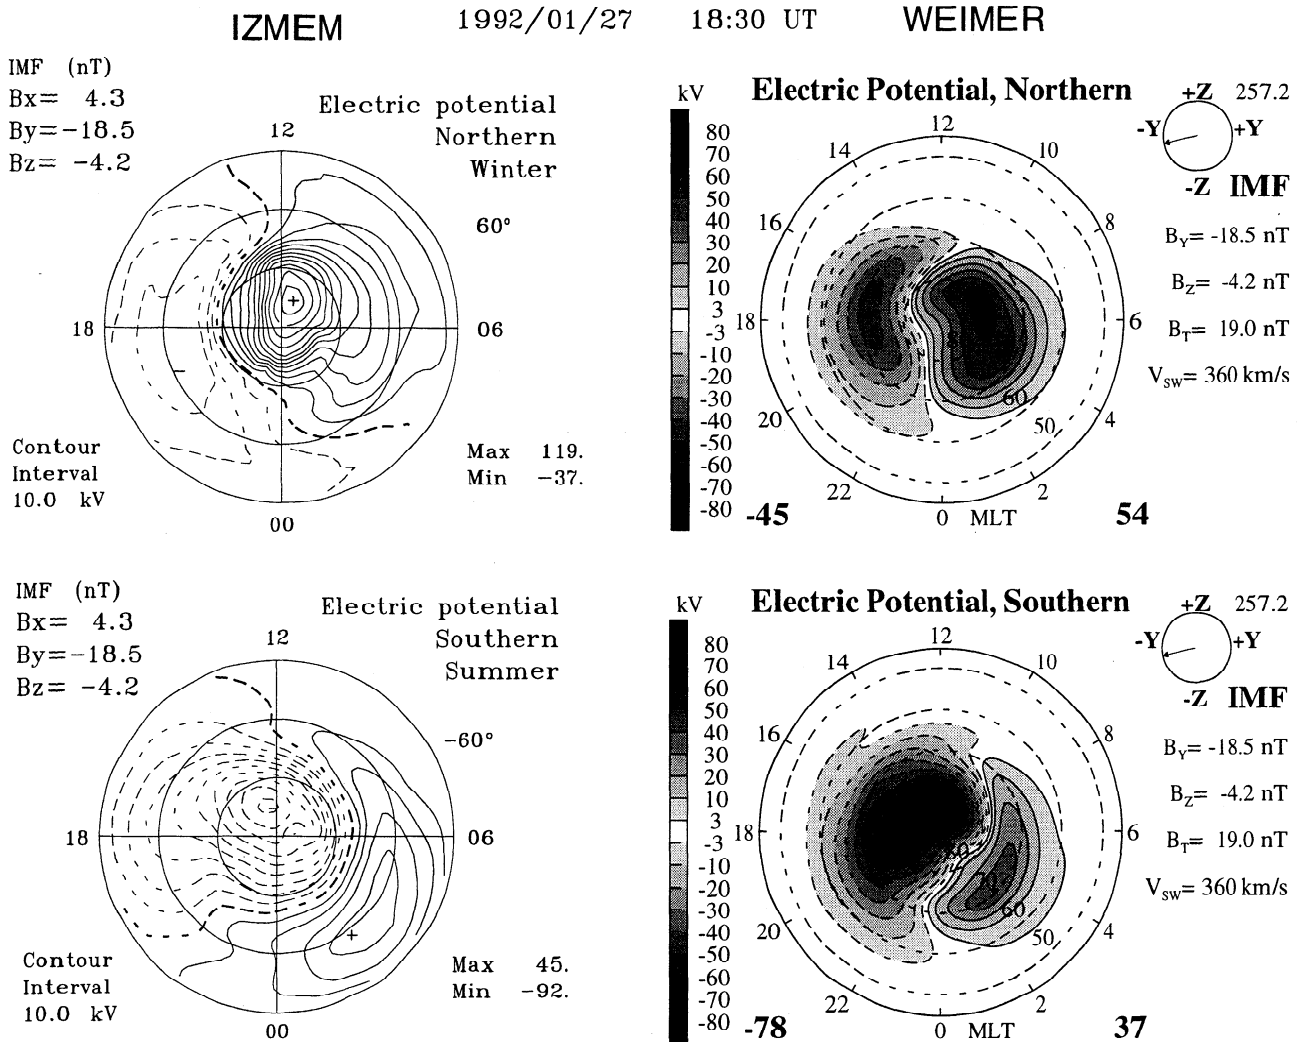 IZMEM 1992/01/27 18:30 UT WEIMER
IMF (nT)
Bx= 4.3
By=-18.5
Bz= -4.2
Electric potential
Northern
Winter
12
60°
18
06
00
Contour
Interval
10.0 kV
Max 119.
Min -37.
kV
80
70
60
50
40
30
20
10
3
-3
-10
-20
-30
-40
-50
-60
-70
-80
Electric Potential, Northern
12
14
10
16
8
18
6
20
4
22
2
0 MLT
60
50
-45
54
+Z 257.2
-Y +Y
-Z IMF
BY= -18.5 nT
BZ= -4.2 nT
BT= 19.0 nT
VSW= 360 km/s
IMF (nT)
Bx= 4.3
By=-18.5
Bz= -4.2
Electric potential
Southern
Summer
12
-60°
18
06
00
Contour
Interval
10.0 kV
Max 45.
Min -92.
kV
80
70
60
50
40
30
20
10
3
-3
-10
-20
-30
-40
-50
-60
-70
-80
Electric Potential, Southern
12
14
10
16
8
18
6
20
4
22
2
0 MLT
60
50
-78
37
+Z 257.2
-Y +Y
-Z IMF
BY= -18.5 nT
BZ= -4.2 nT
BT= 19.0 nT
VSW= 360 km/s